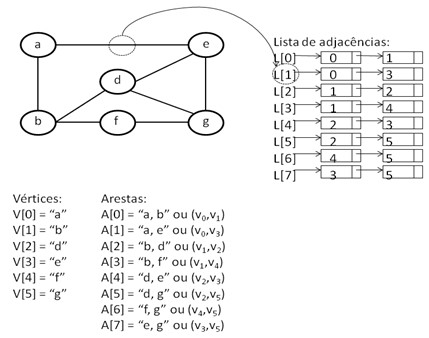 a
e
d
b
f
g
Lista de adjacências:
L[0] 0 1
L[1] 0 3
L[2] 1 2
L[3] 1 4
L[4] 2 3
L[5] 2 5
L[6] 4 5
L[7] 3 5
Vértices:
V[0] = “a”
V[1] = “b”
V[2] = “d”
V[3] = “e”
V[4] = “f”
V[5] = “g”
Arestas:
A[0] = “a, b” ou (v₀,v₁)
A[1] = “a, e” ou (v₀,v₃)
A[2] = “b, d” ou (v₁,v₂)
A[3] = “b, f” ou (v₁,v₄)
A[4] = “d, e” ou (v₂,v₃)
A[5] = “d, g” ou (v₂,v₅)
A[6] = “f, g” ou (v₄,v₅)
A[7] = “e, g” ou (v₃,v₅)